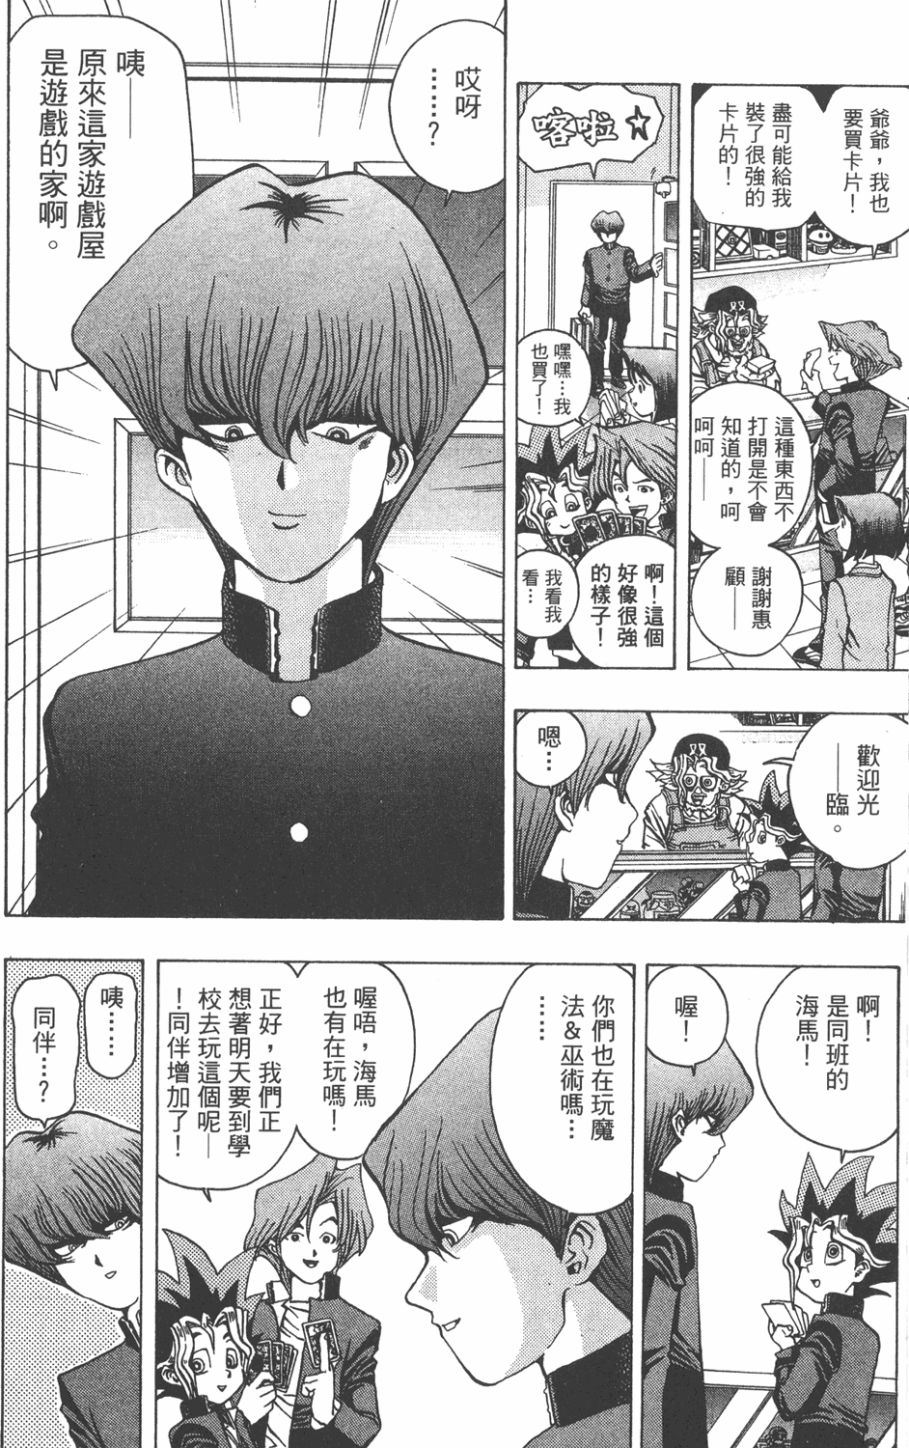 爺爺，我也
要買卡片！
盡可能給我
裝了很強的
卡片的！
這種東西不
打開是不會
知道的，呵
呵呵——
謝謝惠
顧——
喀啦☆
嘿嘿…我
也買了！
啊！這個
好像很強
的樣子！
我看我
看…
歡迎光
——臨。
嗯…
哎呀
……？
咦——
原來這家遊戲屋
是遊戲的家啊。
啊！
是同班的
海馬！
喔！
你們也在玩魔
法&巫術嗎…
……
喔唔，海馬
也有在玩嗎！
正好，我們正
想著明天要到學
校去玩這個呢——
！同伴增加了！
咦……
同伴…？